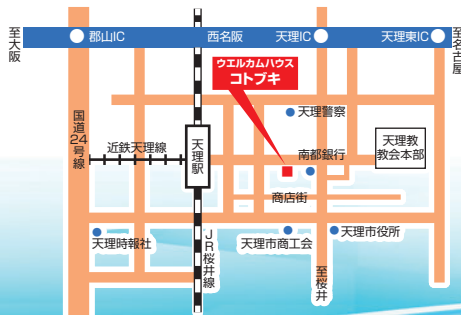 至大阪
郡山IC
西名阪
天理IC
天理東IC
至名古屋
ウエルカムハウス
コトブキ
天理警察
国道24号線
近鉄天理線
天理駅
南都銀行
天理教
教会本部
商店街
天理時報社
JR桜井線
天理市商工会
天理市役所
至桜井